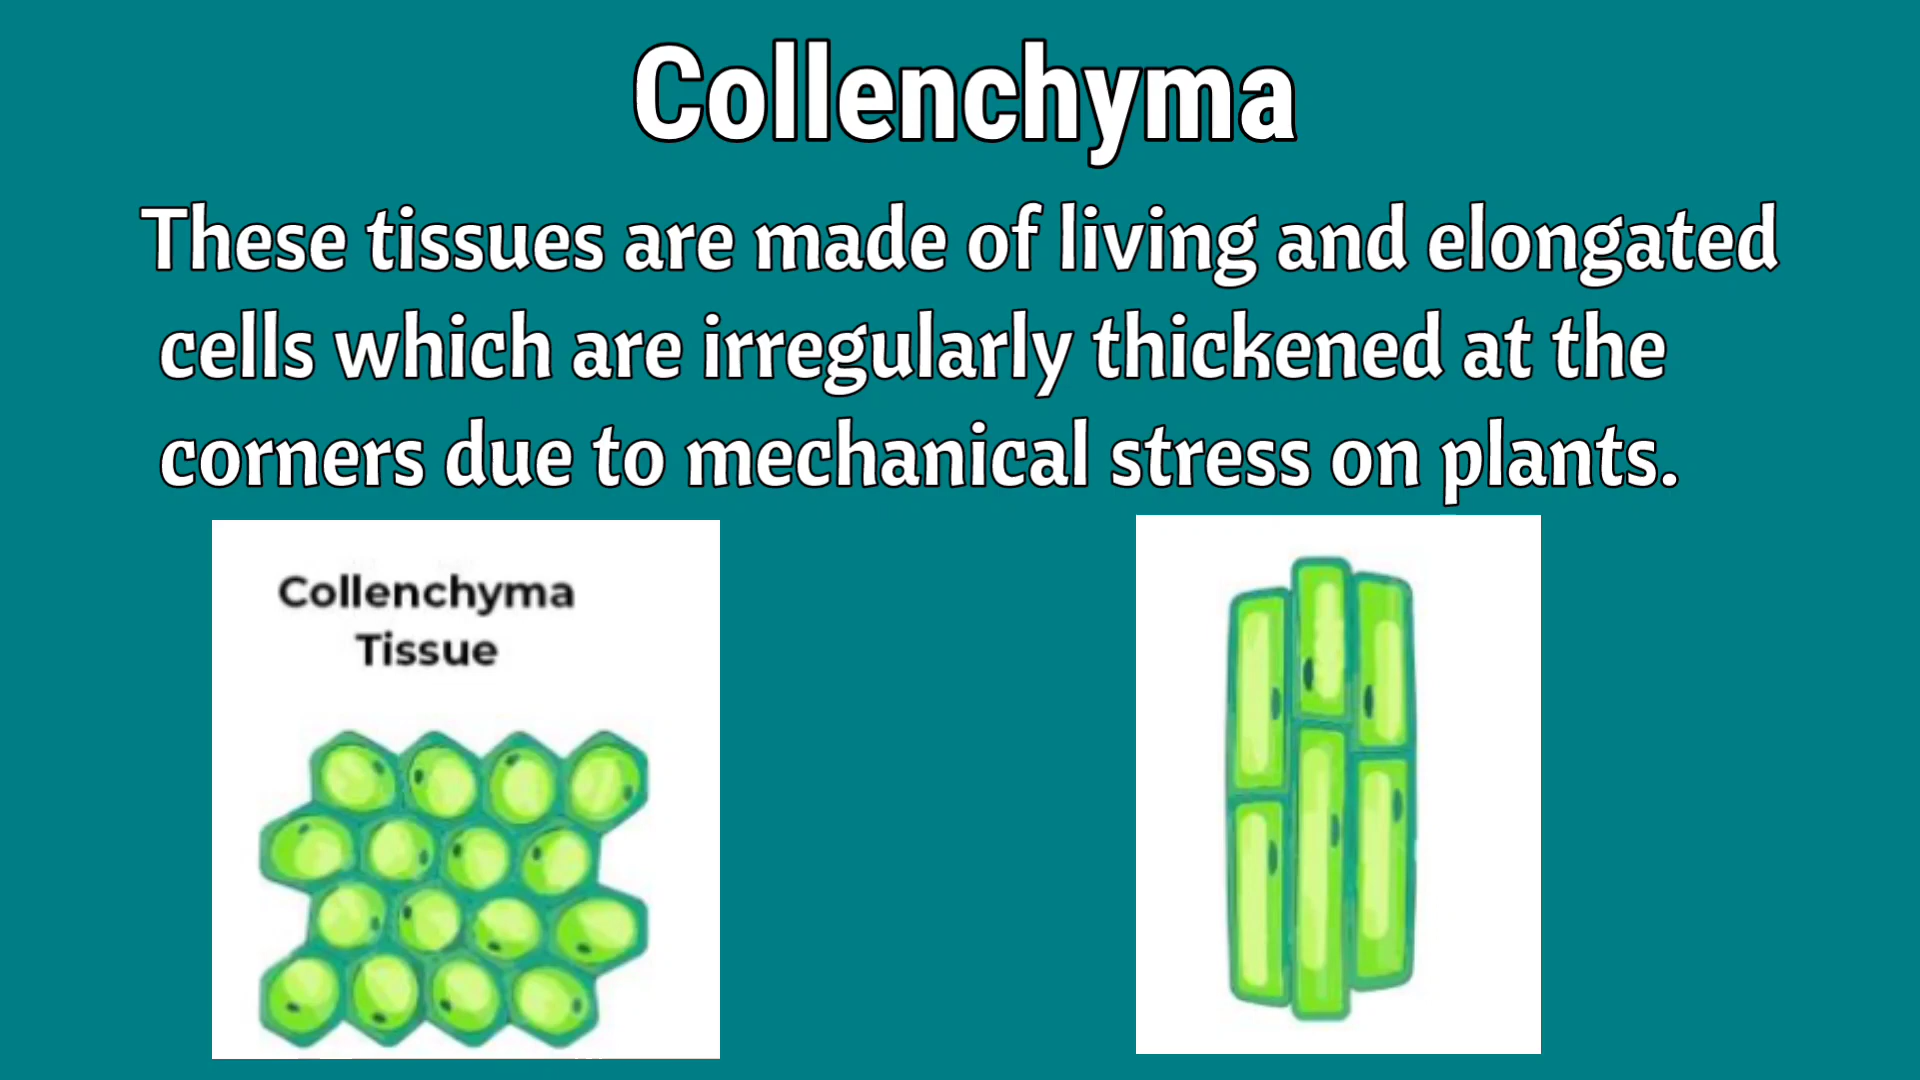 Collenchyma
These tissues are made of living and elongated
cells which are irregularly thickened at the
corners due to mechanical stress on plants.
Collenchyma
Tissue